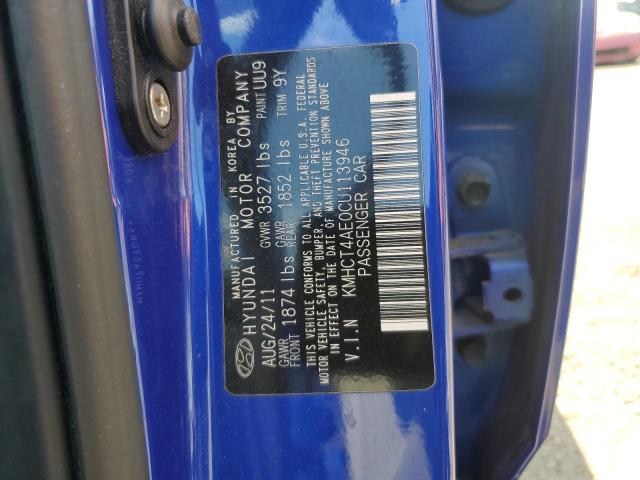 MANUFACTURED IN KOREA BY
HYUNDAI MOTOR COMPANY
AUG/24/11 GVWR 3527 lbs PAINT UU9
GAWR FRONT 1874 lbs GAWR REAR 1852 lbs TRIM 9Y
THIS VEHICLE CONFORMS TO ALL APPLICABLE U.S.A. FEDERAL
MOTOR VEHICLE SAFETY, BUMPER, AND THEFT PREVENTION STANDARDS
IN EFFECT ON THE DATE OF MANUFACTURE SHOWN ABOVE
V.I.N KMHCT4AE0CU113946
PASSENGER CAR